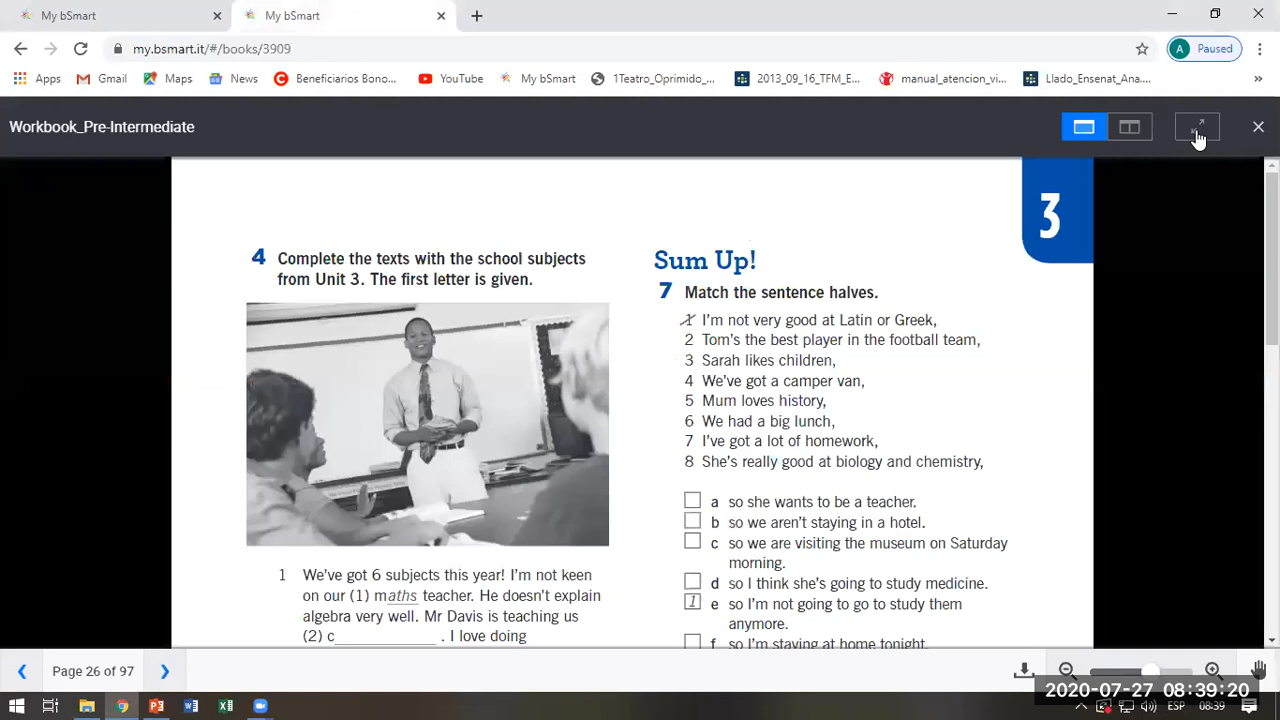 My bSmart
My bSmart
my.bsmart.it/#/books/3909
A Paused
Apps
Gmail
Maps
News
Beneficiarios Bono...
YouTube
My bSmart
1Teatro_Oprimido_...
2013_09_16_TFM_E...
manual_atencion_vi...
Llado_Ensenat_Ana....
»
Workbook_Pre-Intermediate
3
4 Complete the texts with the school subjects
from Unit 3. The first letter is given.
1 We've got 6 subjects this year! I'm not keen
on our (1) maths teacher. He doesn't explain
algebra very well. Mr Davis is teaching us
(2) c____________ . I love doing
Sum Up!
7 Match the sentence halves.
1 I'm not very good at Latin or Greek,
2 Tom's the best player in the football team,
3 Sarah likes children,
4 We've got a camper van,
5 Mum loves history,
6 We had a big lunch,
7 I've got a lot of homework,
8 She's really good at biology and chemistry,
a so she wants to be a teacher.
b so we aren't staying in a hotel.
c so we are visiting the museum on Saturday
morning.
d so I think she's going to study medicine.
1 e so I'm not going to go to study them
anymore.
f so I'm staying at home tonight.
Page 26 of 97
2020-07-27 08:39:20
ESP
08:39